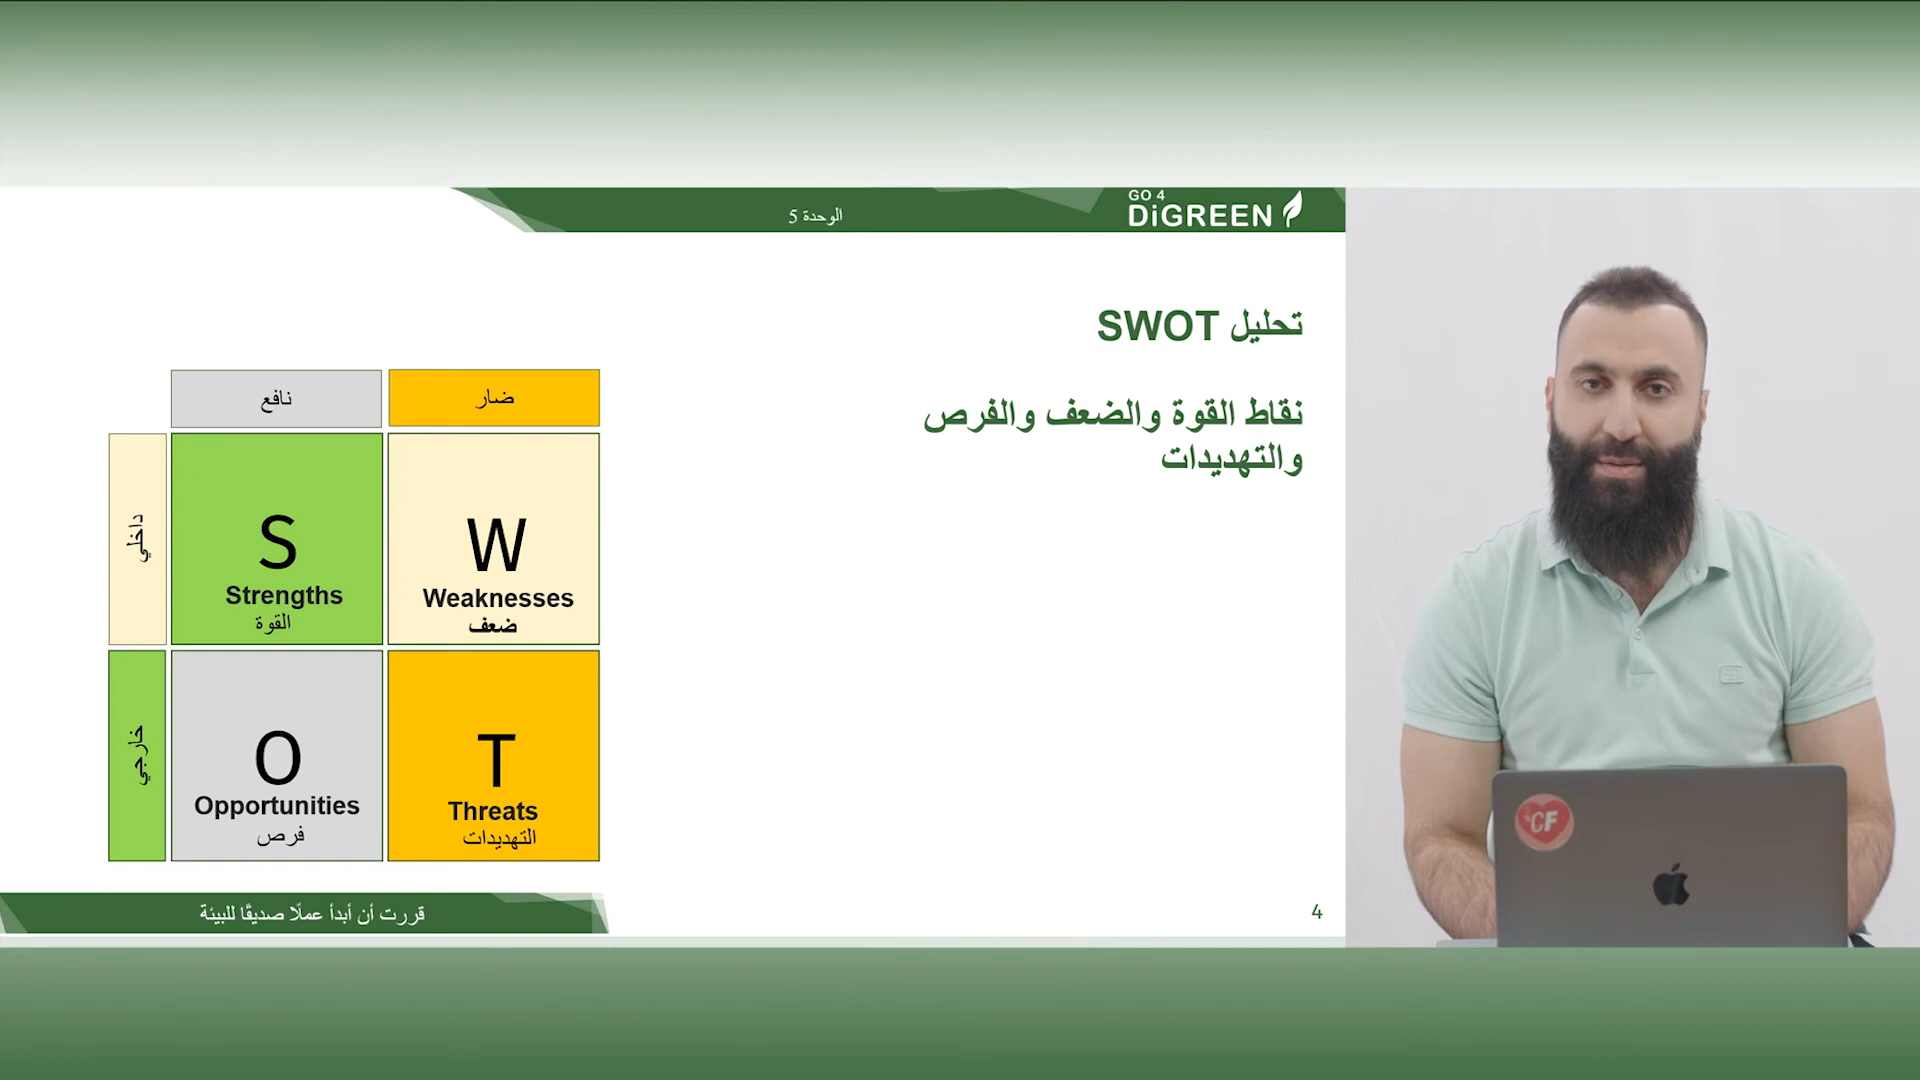 الوحدة 5
GO 4
DiGREEN
تحليل SWOT
نقاط القوة والضعف والفرص
والتهديدات
نافع
ضار
داخلي
S
Strengths
القوة
W
Weaknesses
ضعف
خارجي
O
Opportunities
فرص
T
Threats
التهديدات
قررت أن أبدأ عملًا صديقًا للبيئة
4
CF